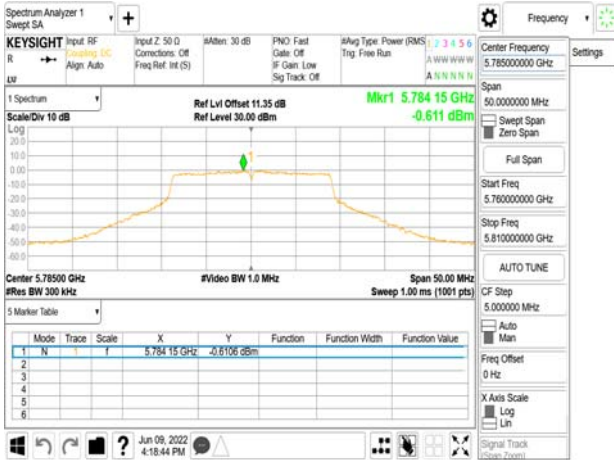 Spectrum Analyzer 1
Swept SA
+
Frequency
KEYSIGHT
Input: RF
Coupling: DC
Align: Auto
Input Z: 50 Ω
Corrections: Off
Freq Ref: Int (S)
#Atten: 30 dB
PNO: Fast
Gate: Off
IF Gain: Low
Sig Track: Off
#Avg Type: Power (RMS
Trig: Free Run
1 2 3 4 5 6
A W W W W W
A N N N N N
R
LXI
Center Frequency
5.785000000 GHz
Settings
1 Spectrum
Scale/Div 10 dB
Ref Lvl Offset 11.35 dB
Ref Level 30.00 dBm
Mkr1 5.784 15 GHz
-0.611 dBm
Span
50.0000000 MHz
Swept Span
Zero Span
Full Span
Start Freq
5.760000000 GHz
Stop Freq
5.810000000 GHz
AUTO TUNE
CF Step
5.000000 MHz
Auto
Man
Freq Offset
0 Hz
X Axis Scale
Log
Lin
Signal Track
(Span Zoom)
Log
20.0
10.0
0.00
-10.0
-20.0
-30.0
-40.0
-50.0
-60.0
1
Center 5.78500 GHz
#Res BW 300 kHz
#Video BW 1.0 MHz
Span 50.00 MHz
Sweep 1.00 ms (1001 pts)
5 Marker Table
Mode Trace Scale X Y Function Function Width Function Value
1 N 1 f 5.784 15 GHz -0.6106 dBm
2
3
4
5
6
?
Jun 09, 2022
4:18:44 PM